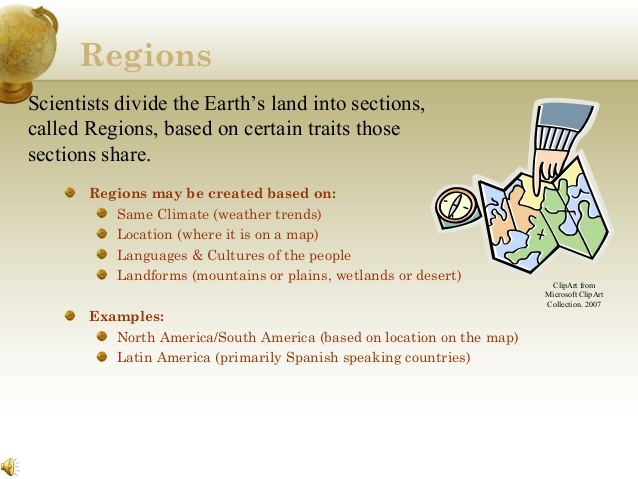 Regions
Scientists divide the Earth’s land into sections,
called Regions, based on certain traits those
sections share.
Regions may be created based on:
Same Climate (weather trends)
Location (where it is on a map)
Languages & Cultures of the people
Landforms (mountains or plains, wetlands or desert)
ClipArt from
Microsoft ClipArt
Collection. 2007
Examples:
North America/South America (based on location on the map)
Latin America (primarily Spanish speaking countries)